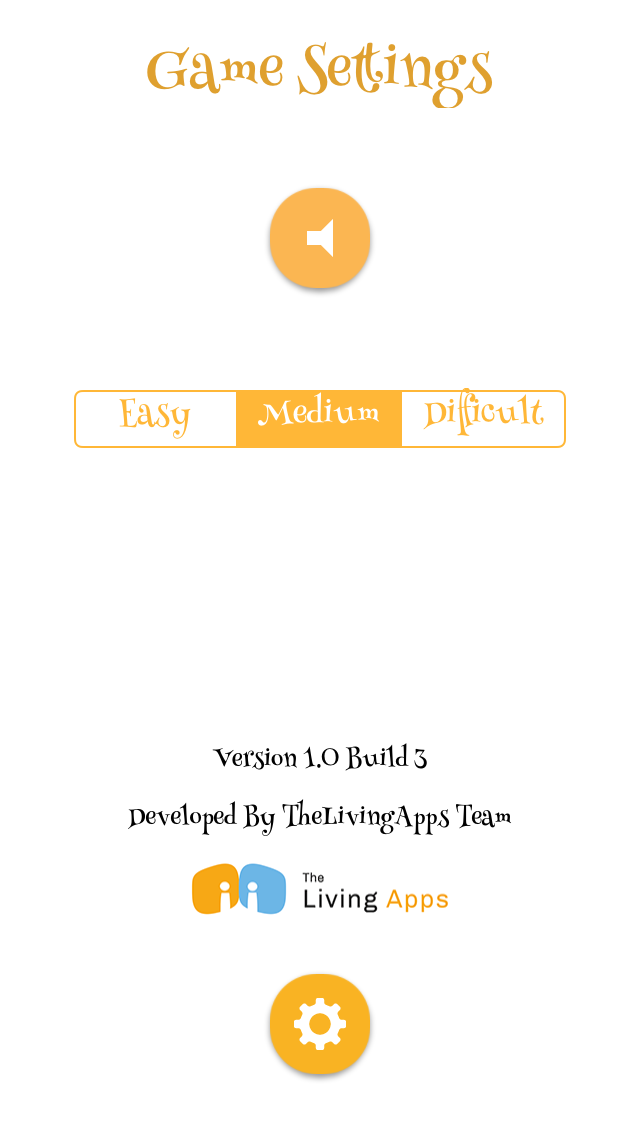 Game Settings
Easy Medium Difficult
Version 1.0 Build 3
Developed By TheLivingApps Team
The
Living Apps